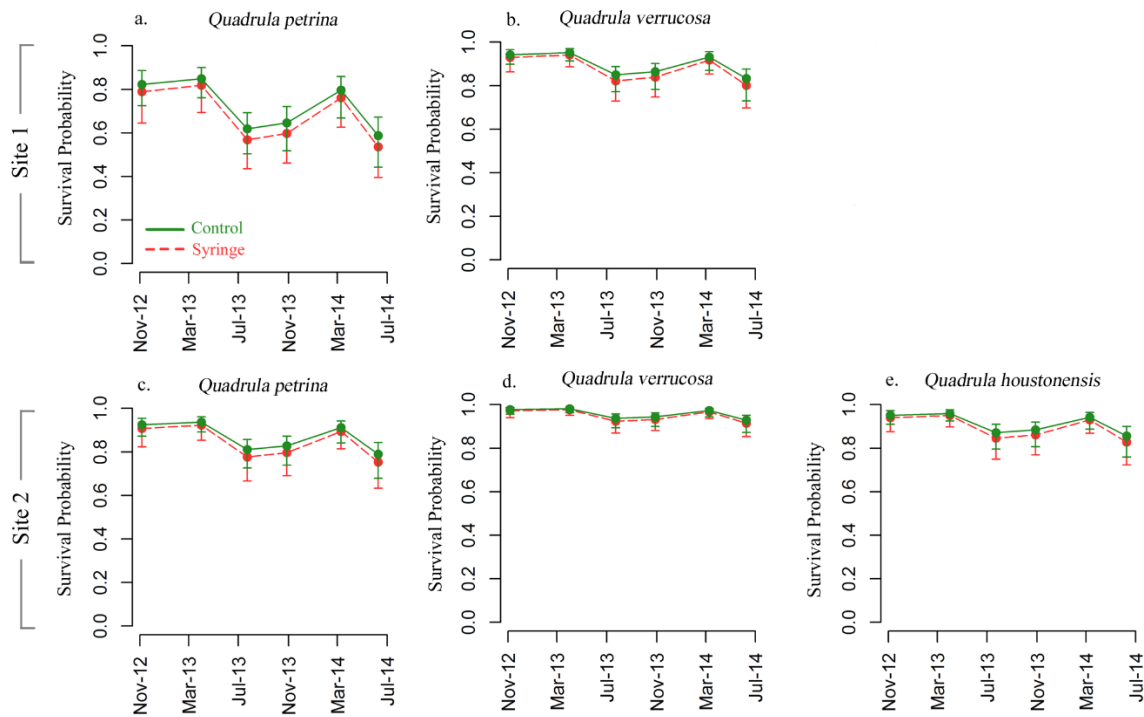 a. Quadrula petrina
b. Quadrula verrucosa
Site 1
Survival Probability
0.0 0.2 0.4 0.6 0.8 1.0
Control
Syringe
Nov-12 Mar-13 Jul-13 Nov-13 Mar-14 Jul-14
Survival Probability
0.0 0.2 0.4 0.6 0.8 1.0
Nov-12 Mar-13 Jul-13 Nov-13 Mar-14 Jul-14
c. Quadrula petrina
d. Quadrula verrucosa
e. Quadrula houstonensis
Site 2
Survival Probability
0.0 0.2 0.4 0.6 0.8 1.0
Nov-12 Mar-13 Jul-13 Nov-13 Mar-14 Jul-14
Survival Probability
0.0 0.2 0.4 0.6 0.8 1.0
Nov-12 Mar-13 Jul-13 Nov-13 Mar-14 Jul-14
Survival Probability
0.0 0.2 0.4 0.6 0.8 1.0
Nov-12 Mar-13 Jul-13 Nov-13 Mar-14 Jul-14